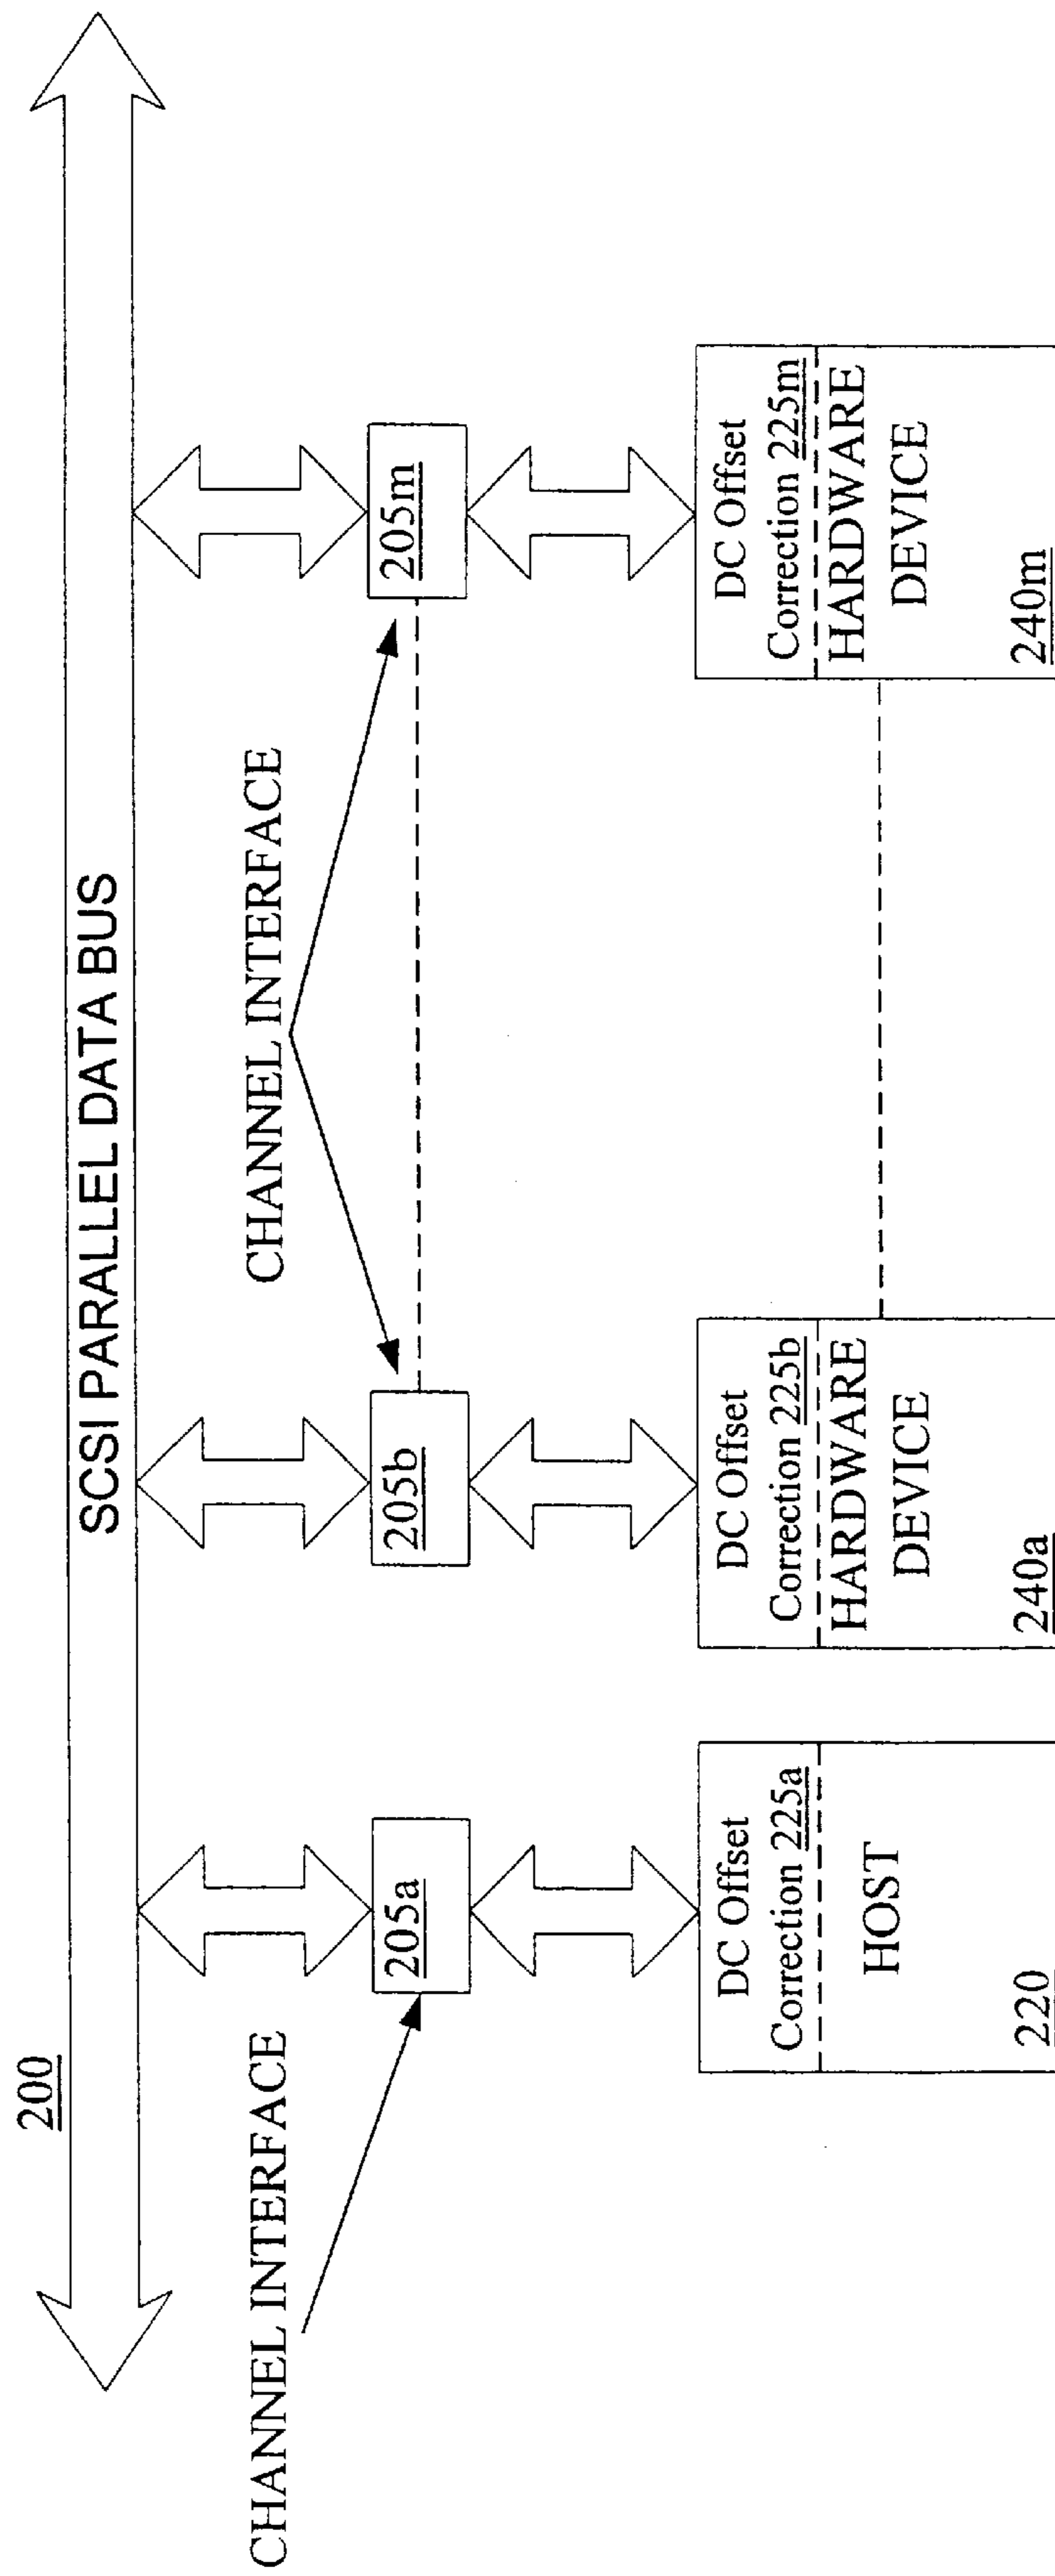 200
SCSI PARALLEL DATA BUS
CHANNEL INTERFACE
CHANNEL INTERFACE
205a
205b
205m
DC Offset
Correction 225a
HOST
220
DC Offset
Correction 225b
HARDWARE
DEVICE
240a
DC Offset
Correction 225m
HARDWARE
DEVICE
240m